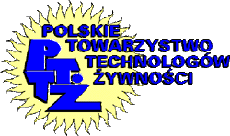 POLSKIE
TOWARZYSTWO
TECHNOLOGÓW
ŻYWNOŚCI
PTTŻ